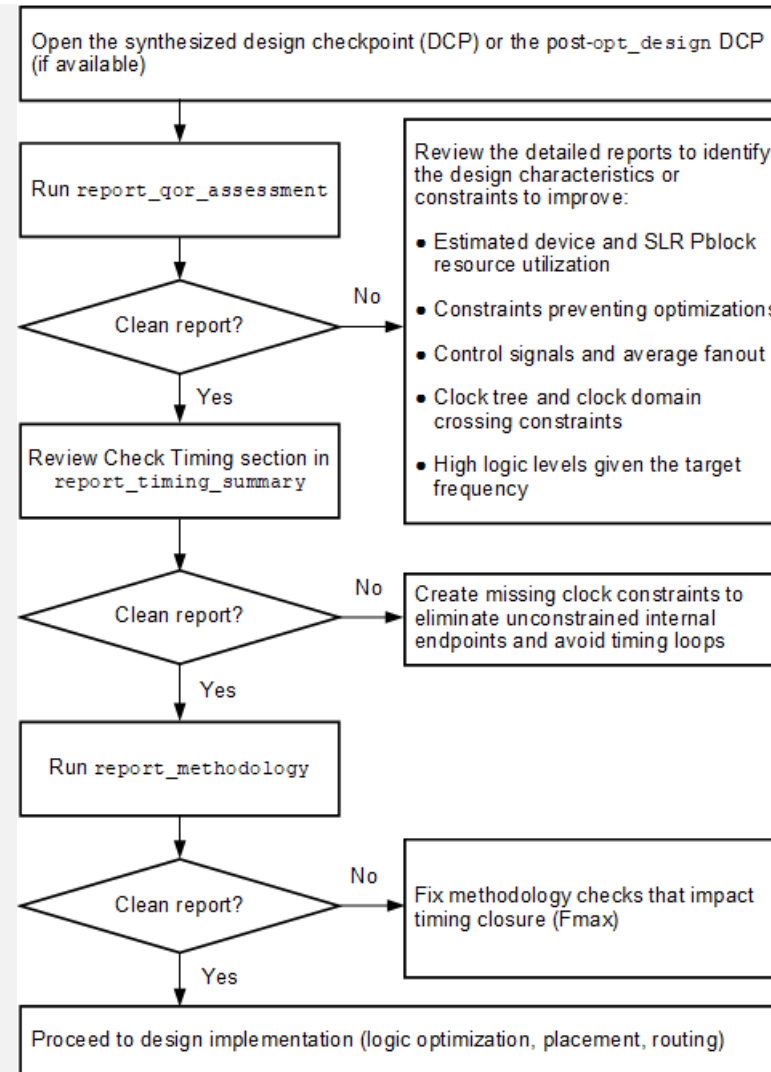 Open the synthesized design checkpoint (DCP) or the post-opt_design DCP
(if available)
Run report_qor_assessment
Clean report?
No
Yes
Review the detailed reports to identify
the design characteristics or
constraints to improve:
• Estimated device and SLR Pblock
resource utilization
• Constraints preventing optimizations
• Control signals and average fanout
• Clock tree and clock domain
crossing constraints
• High logic levels given the target
frequency
Review Check Timing section in
report_timing_summary
Clean report?
No
Yes
Create missing clock constraints to
eliminate unconstrained internal
endpoints and avoid timing loops
Run report_methodology
Clean report?
No
Yes
Fix methodology checks that impact
timing closure (Fmax)
Proceed to design implementation (logic optimization, placement, routing)